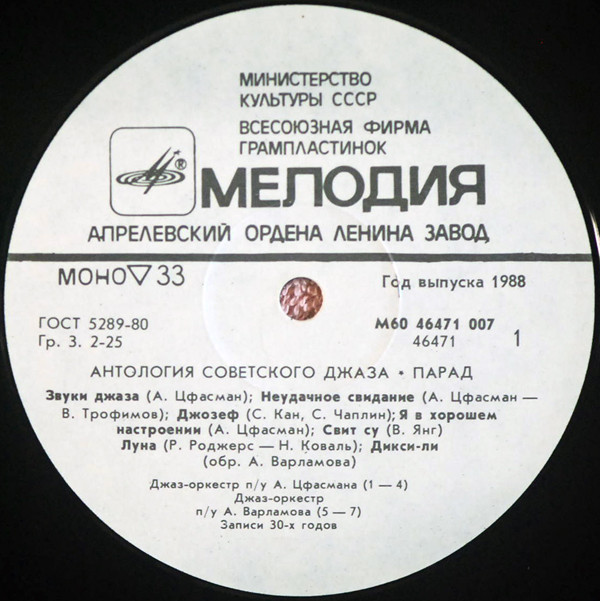 МИНИСТЕРСТВО
КУЛЬТУРЫ СССР
ВСЕСОЮЗНАЯ ФИРМА
ГРАМПЛАСТИНОК
®
МЕЛОДИЯ
АПРЕЛЕВСКИЙ ОРДЕНА ЛЕНИНА ЗАВОД
МОНО ▽ 33
Год выпуска 1988
ГОСТ 5289-80
М60 46471 007
Гр. 3. 2-25
46471
1
АНТОЛОГИЯ СОВЕТСКОГО ДЖАЗА • ПАРАД
Звуки джаза (А. Цфасман); Неудачное свидание (А. Цфасман —
В. Трофимов); Джозеф (С. Кан, С. Чаплин); Я в хорошем
настроении (А. Цфасман); Свит су (В. Янг)
Луна (Р. Роджерс — Н. Коваль); Дикси-ли
(обр. А. Варламова)
Джаз-оркестр п/у А. Цфасмана (1 — 4)
Джаз-оркестр
п/у А. Варламова (5 — 7)
Записи 30-х годов